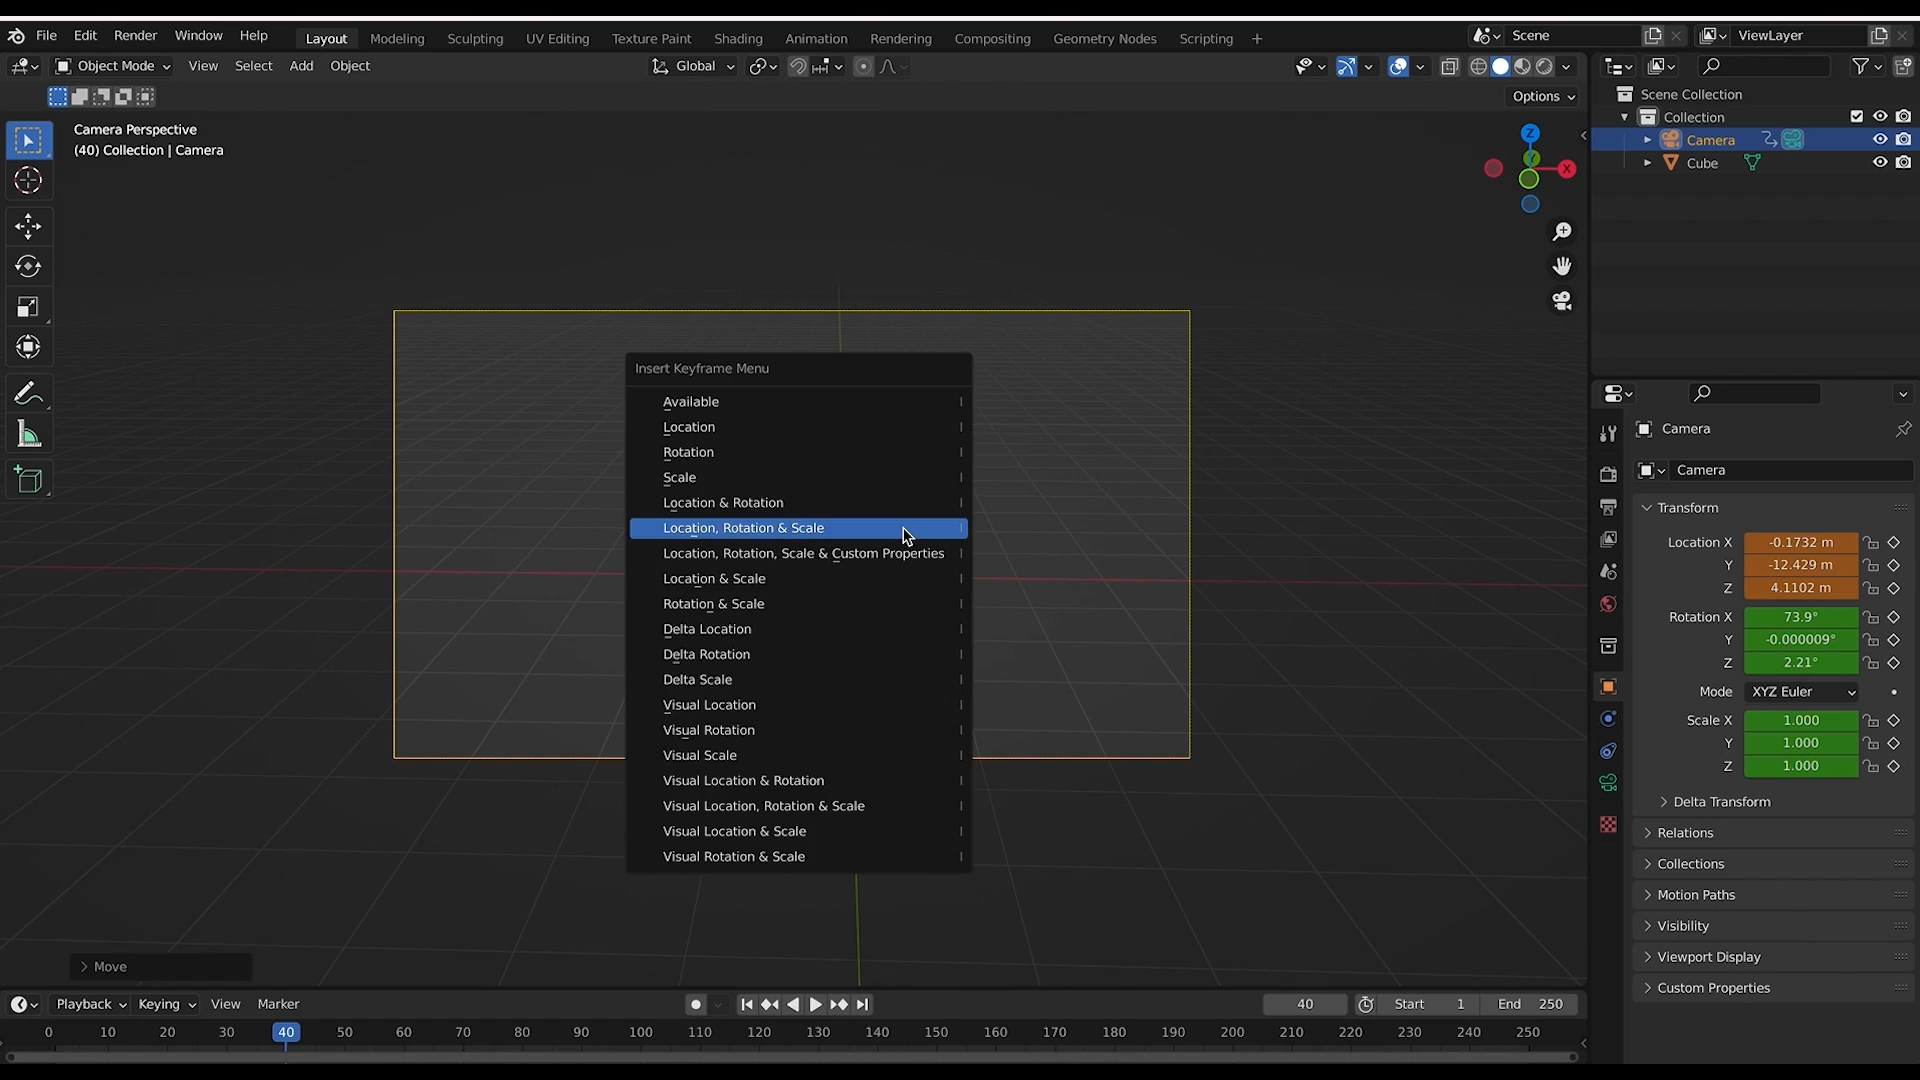 File Edit Render Window Help Layout Modeling Sculpting UV Editing Texture Paint Shading Animation Rendering Compositing Geometry Nodes Scripting + Scene ViewLayer
Object Mode View Select Add Object Global
Options
Camera Perspective
(40) Collection | Camera
Z
Y
X
Scene Collection
Collection
Camera
Cube
Insert Keyframe Menu
Available I
Location I
Rotation I
Scale I
Location & Rotation I
Location, Rotation & Scale I
Location, Rotation, Scale & Custom Properties I
Location & Scale I
Rotation & Scale I
Delta Location I
Delta Rotation I
Delta Scale I
Visual Location I
Visual Rotation I
Visual Scale I
Visual Location & Rotation I
Visual Location, Rotation & Scale I
Visual Location & Scale I
Visual Rotation & Scale I
Camera
Camera
Transform
Location X -0.1732 m
Y -12.429 m
Z 4.1102 m
Rotation X 73.9°
Y -0.000009°
Z 2.21°
Mode XYZ Euler
Scale X 1.000
Y 1.000
Z 1.000
Delta Transform
Relations
Collections
Motion Paths
Visibility
Viewport Display
Custom Properties
Move
Playback Keying View Marker 40 Start 1 End 250
0 10 20 30 40 50 60 70 80 90 100 110 120 130 140 150 160 170 180 190 200 210 220 230 240 250